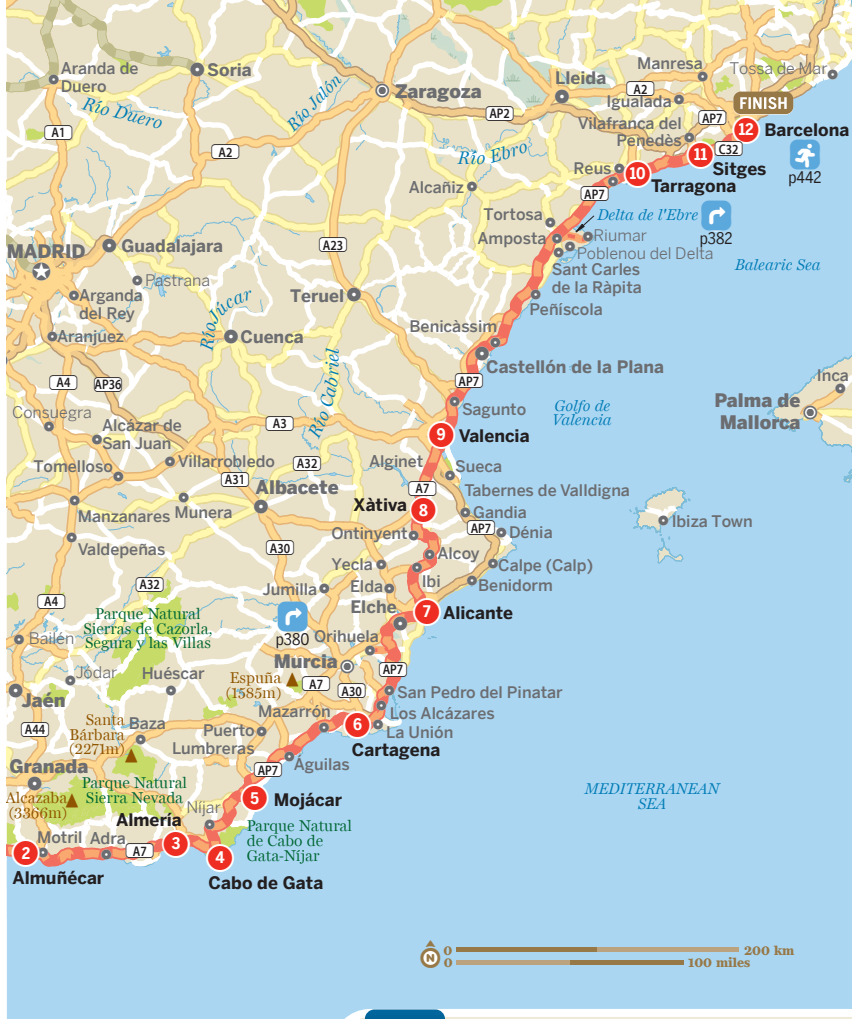 Aranda de
Duero
Soria
Río Duero
Río Jalón
Zaragoza
Lleida
Manresa
Tossa de Mar
A2
Igualada
FINISH
AP7
12
Barcelona
AP2
Vilafranca del
Penedès
11
C32
Sitges
p442
A1
A2
Río Ebro
Reus
10
Tarragona
Alcañiz
AP7
Tortosa
Delta de l'Ebre
p382
Amposta
Riumar
Poblenou del Delta
Balearic Sea
MADRID
Guadalajara
A23
Sant Carles
de la Ràpita
Pastrana
Arganda
del Rey
Teruel
Peñíscola
Río Júcar
Aranjuez
Cuenca
Benicàssim
Río Cabriel
Castellón de la Plana
A4
AP36
AP7
Inca
Consuegra
Sagunto
Golfo de
Valencia
Palma de
Mallorca
Alcázar de
San Juan
A3
9
Valencia
Tomelloso
Villarrobledo
A32
Alginet
Sueca
A31
Albacete
A7
Tabernes de Valldigna
Manzanares
Munera
Xàtiva
8
Gandia
Ibiza Town
Valdepeñas
A30
Ontinyent
AP7
Dénia
Yecla
Alcoy
Calpe (Calp)
A32
Jumilla
Elda
Ibi
Benidorm
A4
Parque Natural
Sierras de Cazorla,
Segura y las Villas
p380
Elche
7
Alicante
Bailén
Orihuela
Murcia
Jódar
Huéscar
Espuña
(1585m)
A7
A30
AP7
San Pedro del Pinatar
Jaén
Los Alcázares
Santa
Bárbara
(2271m)
Baza
Mazarrón
6
La Unión
A44
Puerto
Lumbreras
Cartagena
Águilas
Granada
AP7
Parque Natural
Sierra Nevada
Alcazaba
(3366m)
5
Mojácar
MEDITERRANEAN
SEA
Níjar
Almería
Parque Natural
de Cabo de
Gata-Níjar
2
Motril
Adra
A7
3
4
Almuñécar
Cabo de Gata
N
0
200 km
0
100 miles